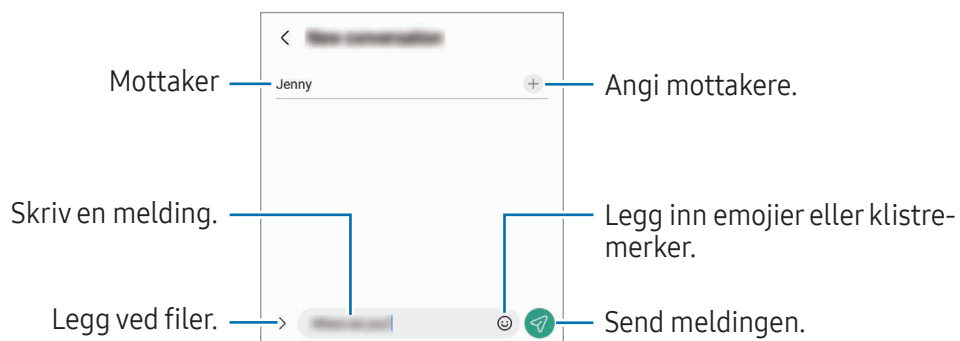 Mottaker
Jenny
Angi mottakere.
Skriv en melding.
Legg inn emojier eller klistre-
merker.
Legg ved filer.
Send meldingen.